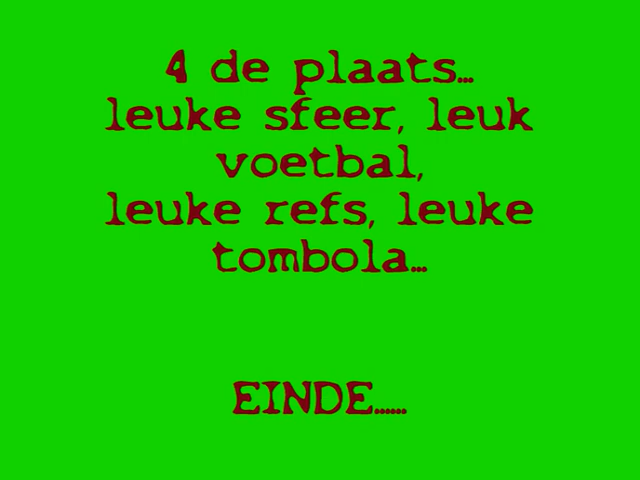 4 de plaats...
leuke sfeer, leuk
voetbal,
leuke refs, leuke
tombola...
EINDE......